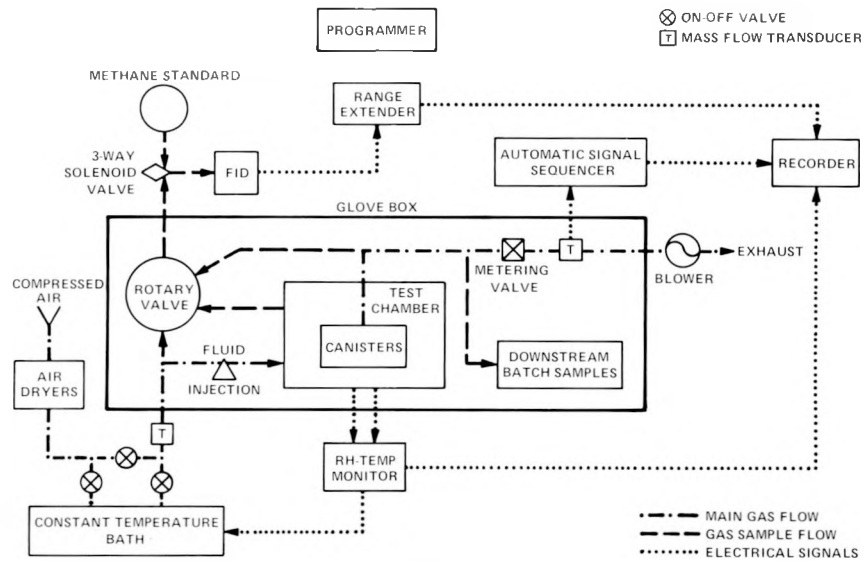 PROGRAMMER
ON-OFF VALVE
T MASS FLOW TRANSDUCER
METHANE STANDARD
RANGE
EXTENDER
3-WAY
SOLENOID
VALVE
FID
AUTOMATIC SIGNAL
SEQUENCER
RECORDER
GLOVE BOX
T
METERING
VALVE
BLOWER
EXHAUST
COMPRESSED
AIR
ROTARY
VALVE
TEST
CHAMBER
CANISTERS
FLUID
INJECTION
DOWNSTREAM
BATCH SAMPLES
AIR
DRYERS
T
RH-TEMP
MONITOR
CONSTANT TEMPERATURE
BATH
MAIN GAS FLOW
GAS SAMPLE FLOW
ELECTRICAL SIGNALS